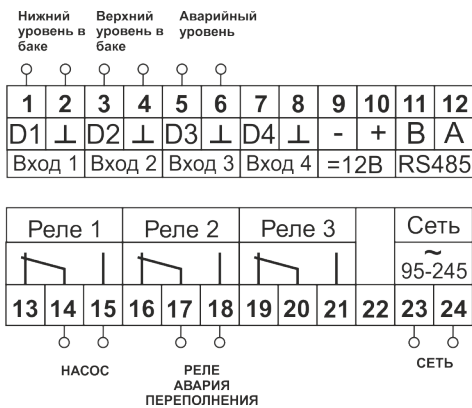 Нижний уровень в баке
Верхний уровень в баке
Аварийный уровень
1 2 3 4 5 6 7 8 9 10 11 12
D1 ⊥ D2 ⊥ D3 ⊥ D4 ⊥ - + B A
Вход 1 Вход 2 Вход 3 Вход 4 =12В RS485
Реле 1 Реле 2 Реле 3 Сеть
~
95-245
13 14 15 16 17 18 19 20 21 22 23 24
НАСОС
РЕЛЕ
АВАРИЯ
ПЕРЕПОЛНЕНИЯ
СЕТЬ